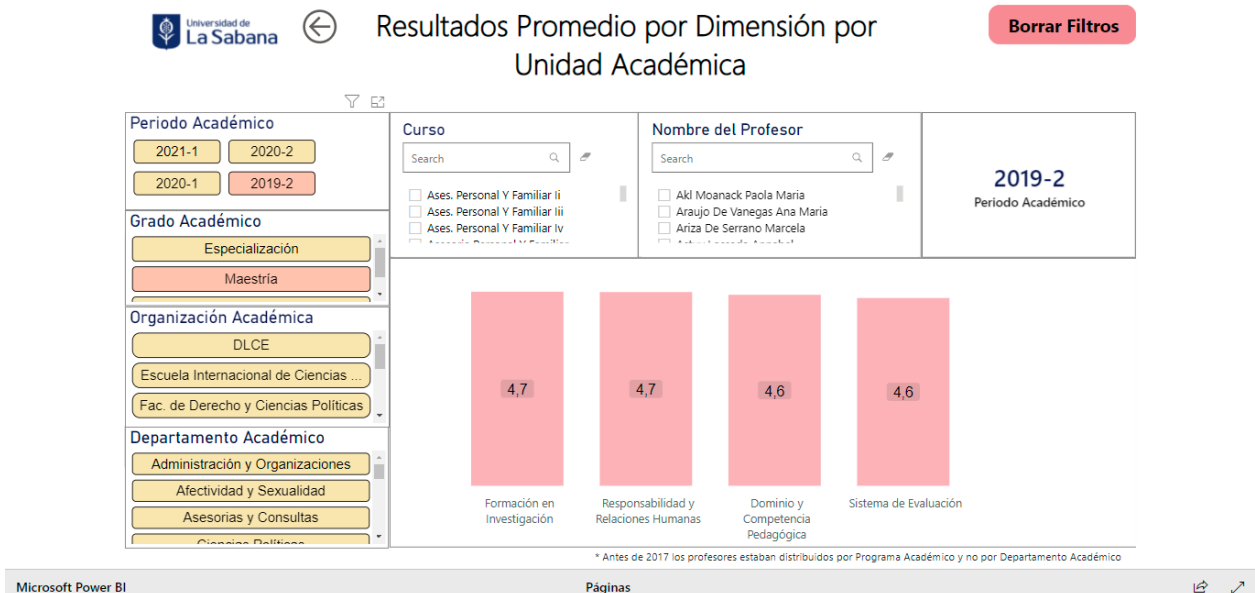 Universidad de
La Sabana
Resultados Promedio por Dimensión por
Unidad Académica
Borrar Filtros
Periodo Académico
2021-1
2020-2
2020-1
2019-2
Grado Académico
Especialización
Maestría
Organización Académica
DLCE
Escuela Internacional de Ciencias ...
Fac. de Derecho y Ciencias Políticas
Departamento Académico
Administración y Organizaciones
Afectividad y Sexualidad
Asesorias y Consultas
Ciencias Políticas
Curso
Search
Ases. Personal Y Familiar Ii
Ases. Personal Y Familiar Iii
Ases. Personal Y Familiar Iv
Nombre del Profesor
Search
Akl Moanack Paola Maria
Araujo De Vanegas Ana Maria
Ariza De Serrano Marcela
2019-2
Periodo Académico
4,7
4,7
4,6
4,6
Formación en
Investigación
Responsabilidad y
Relaciones Humanas
Dominio y
Competencia
Pedagógica
Sistema de Evaluación
* Antes de 2017 los profesores estaban distribuidos por Programa Académico y no por Departamento Académico
Microsoft Power BI
Páginas